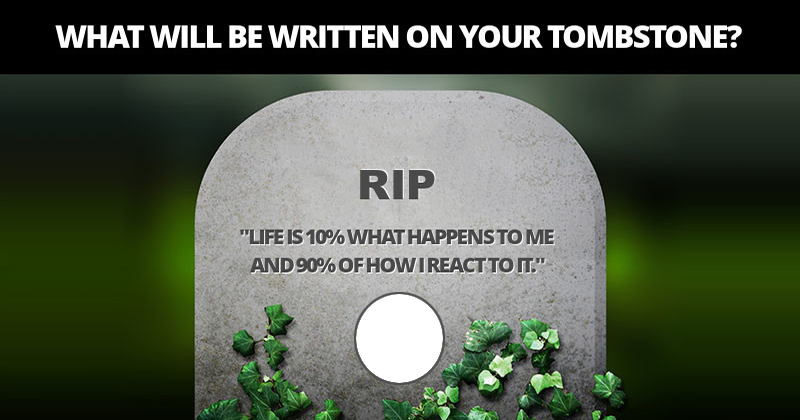 WHAT WILL BE WRITTEN ON YOUR TOMBSTONE?
RIP
"LIFE IS 10% WHAT HAPPENS TO ME
AND 90% OF HOW I REACT TO IT."